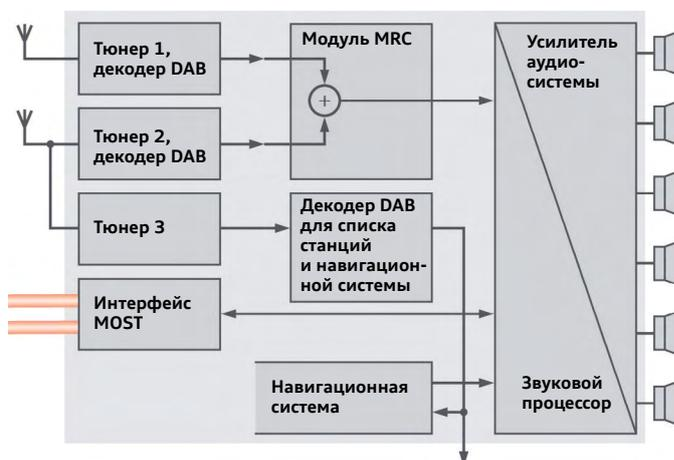 Тюнер 1,
декодер DAB
Модуль MRC
+
Усилитель
аудио-
системы
Тюнер 2,
декодер DAB
Тюнер 3
Декодер DAB
для списка
станций
и навигацион-
ной системы
Интерфейс
MOST
Навигационная
система
Звуковой
процессор